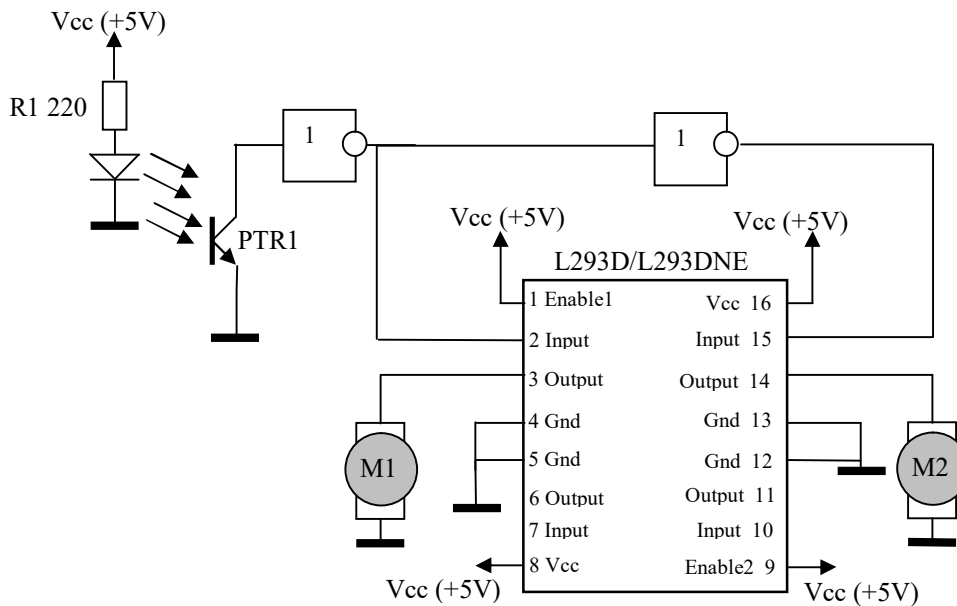 Vcc (+5V)
R1 220
1
1
PTR1
Vcc (+5V)
Vcc (+5V)
L293D/L293DNE
1 Enable1
Vcc 16
2 Input
Input 15
3 Output
Output 14
4 Gnd
Gnd 13
5 Gnd
Gnd 12
6 Output
Output 11
7 Input
Input 10
8 Vcc
Enable2 9
M1
M2
Vcc (+5V)
Vcc (+5V)